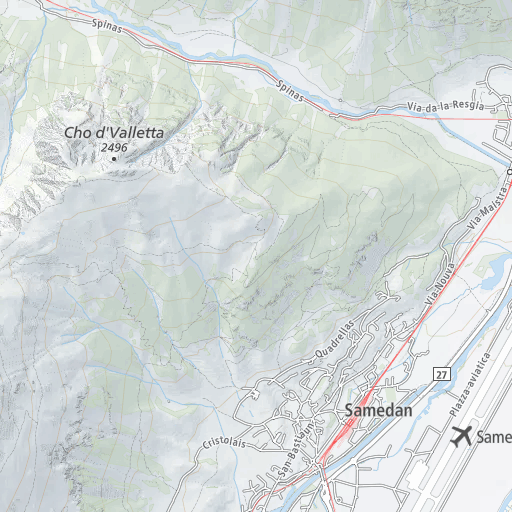 Spinas
Spinas
Via-da-la Resgia
Cho d'Valletta
2496
Via-Maistra
Via-Nouva
Quadrellas
27
Plazza-aviatica
Samedan
Cristolais
San-Bastiaun
Same